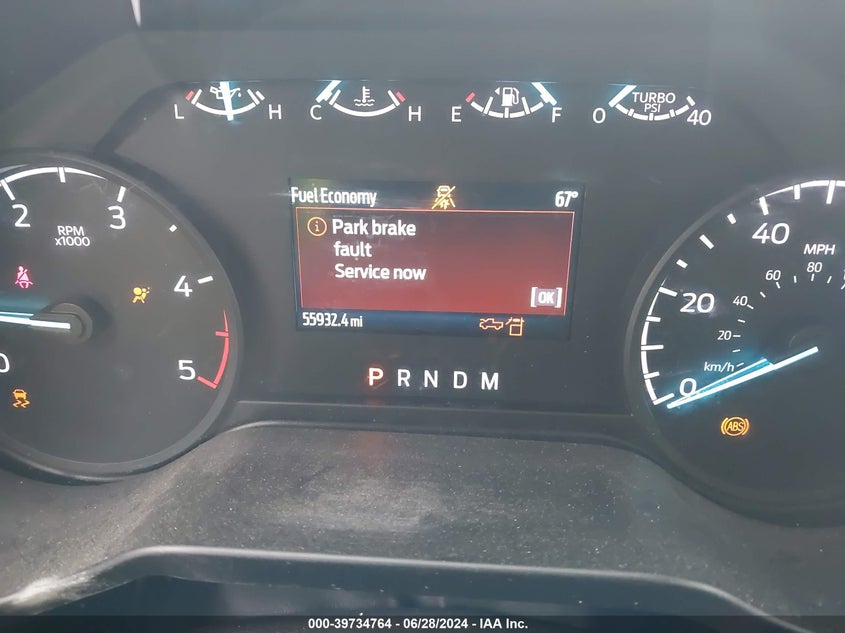 L H C H E F 0 TURBO PSI 40
2 3 4 5 0
RPM
x1000
Fuel Economy 67°
Park brake
fault
Service now
[OK]
55932.4 mi
P R N D M
0 20 40
MPH
20 40 60 80
km/h
ABS
000-39734764 / 06/28/2024 - IAA Inc.